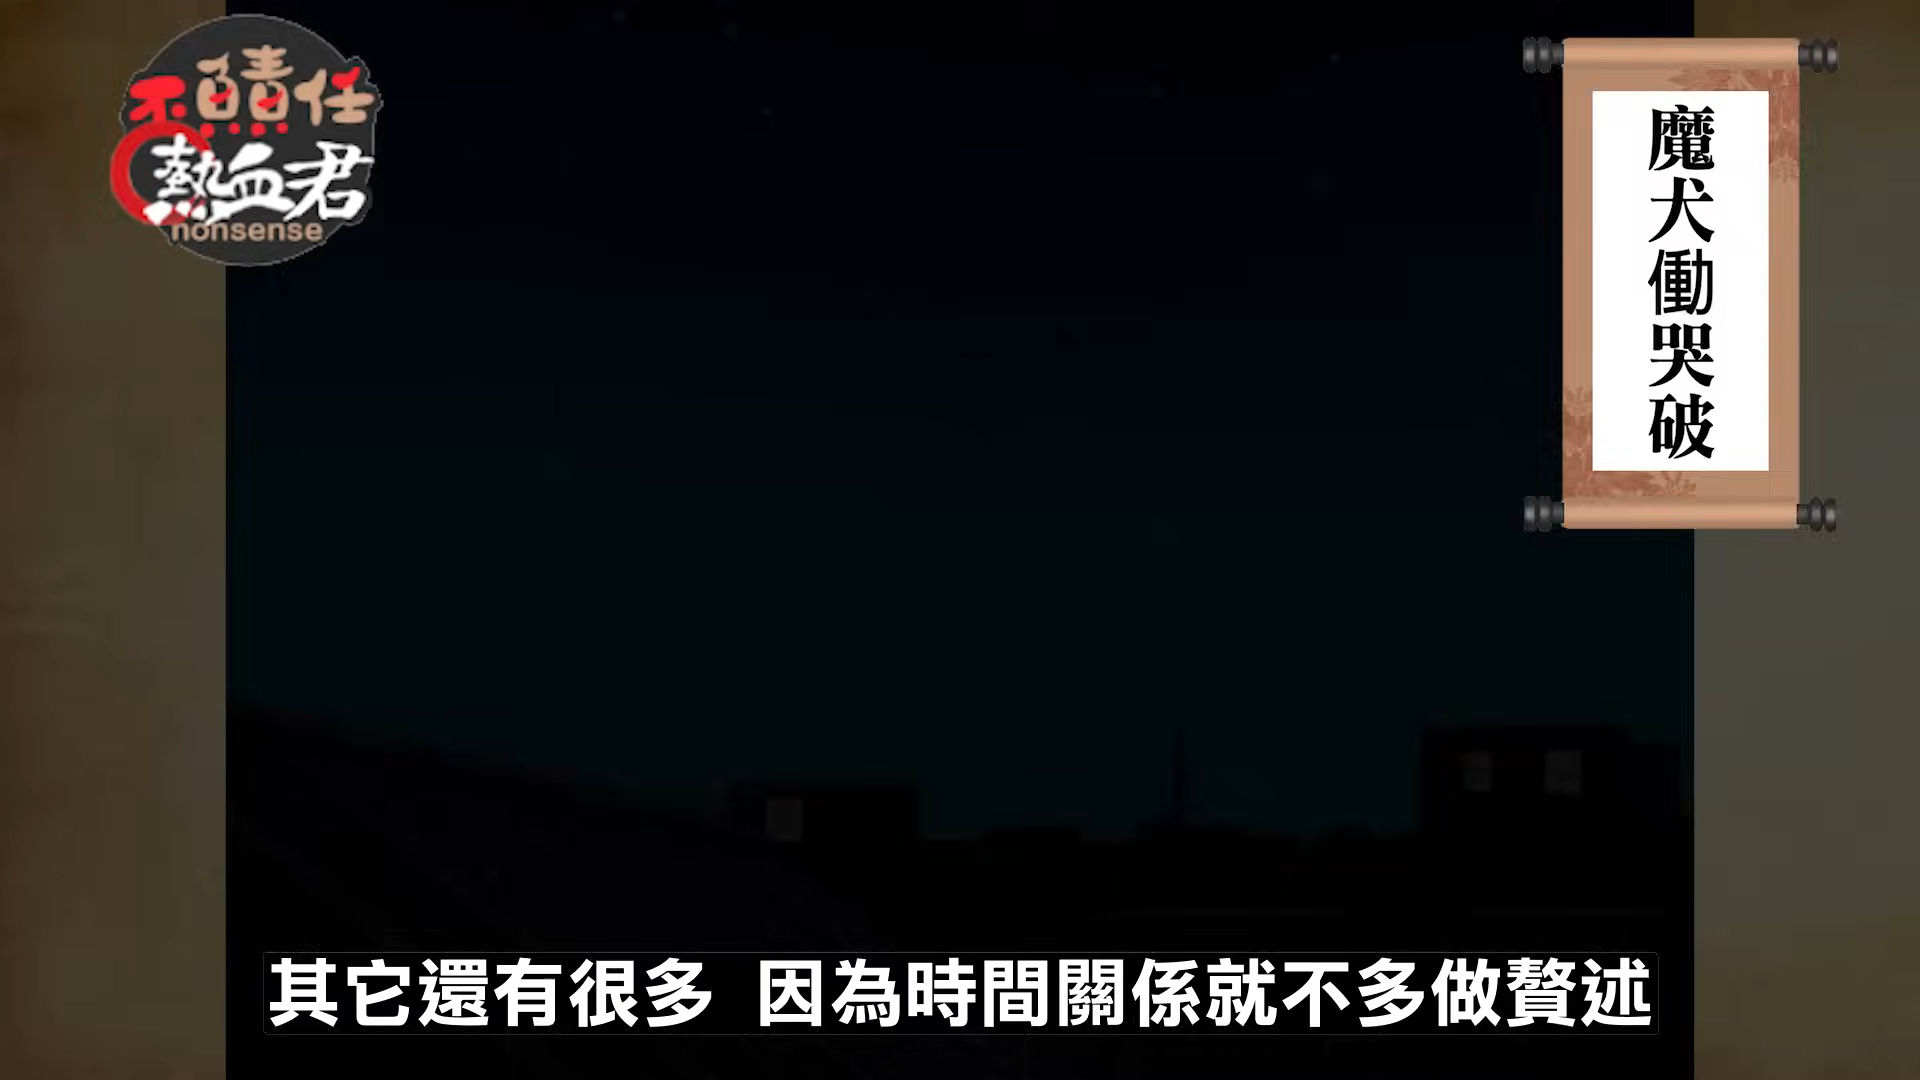 不負責任
熱血君
nonsense
魔犬慟哭破
其它還有很多 因為時間關係就不多做贅述